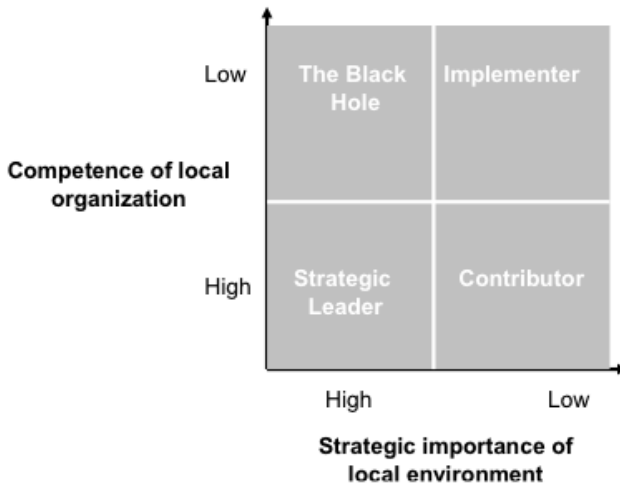 Low
The Black
Hole
Implementer
Competence of local
organization
High
Strategic
Leader
Contributor
High
Low
Strategic importance of
local environment